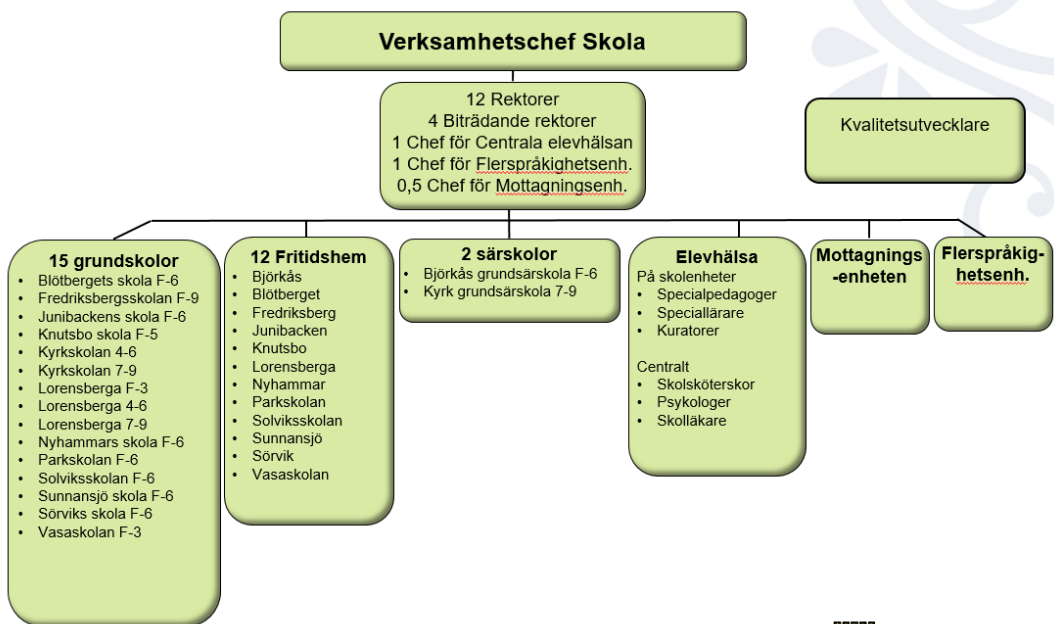 Verksamhetschef Skola
12 Rektorer
4 Biträdande rektorer
1 Chef för Centrala elevhälsan
1 Chef för Flerspråkighetsenh.
0,5 Chef för Mottagningsenh.
Kvalitetsutvecklare
15 grundskolor
• Blötbergets skola F-6
• Fredriksbergsskolan F-9
• Junibackens skola F-6
• Knutsbo skola F-5
• Kyrkskolan 4-6
• Kyrkskolan 7-9
• Lorensberga F-3
• Lorensberga 4-6
• Lorensberga 7-9
• Nyhammars skola F-6
• Parkskolan F-6
• Solviksskolan F-6
• Sunnansjö skola F-6
• Sörviks skola F-6
• Vasaskolan F-3
12 Fritidshem
• Björkås
• Blötberget
• Fredriksberg
• Junibacken
• Knutsbo
• Lorensberga
• Nyhammar
• Parkskolan
• Solviksskolan
• Sunnansjö
• Sörvik
• Vasaskolan
2 särskolor
• Björkås grundsärskola F-6
• Kyrk grundsärskola 7-9
Elevhälsa
På skolenheter
• Specialpedagoger
• Speciallärare
• Kuratorer
Centralt
• Skolsköterskor
• Psykologer
• Skolläkare
Mottagnings
-enheten
Flerspråkig-
hetsenh.